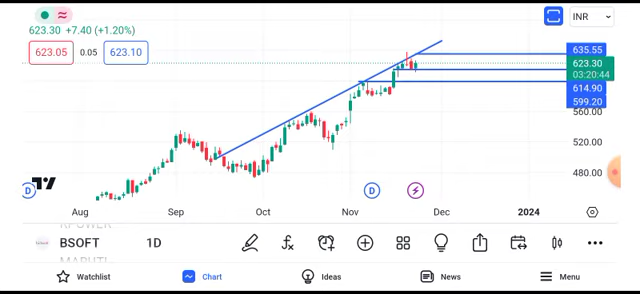 INR
623.30 +7.40 (+1.20%)
623.05 0.05 623.10
635.55
623.30
03:20:44
614.90
599.20
560.00
520.00
480.00
D
D
Aug Sep Oct Nov Dec 2024
BSOFT 1D
MARUTI
Watchlist Chart Ideas News Menu